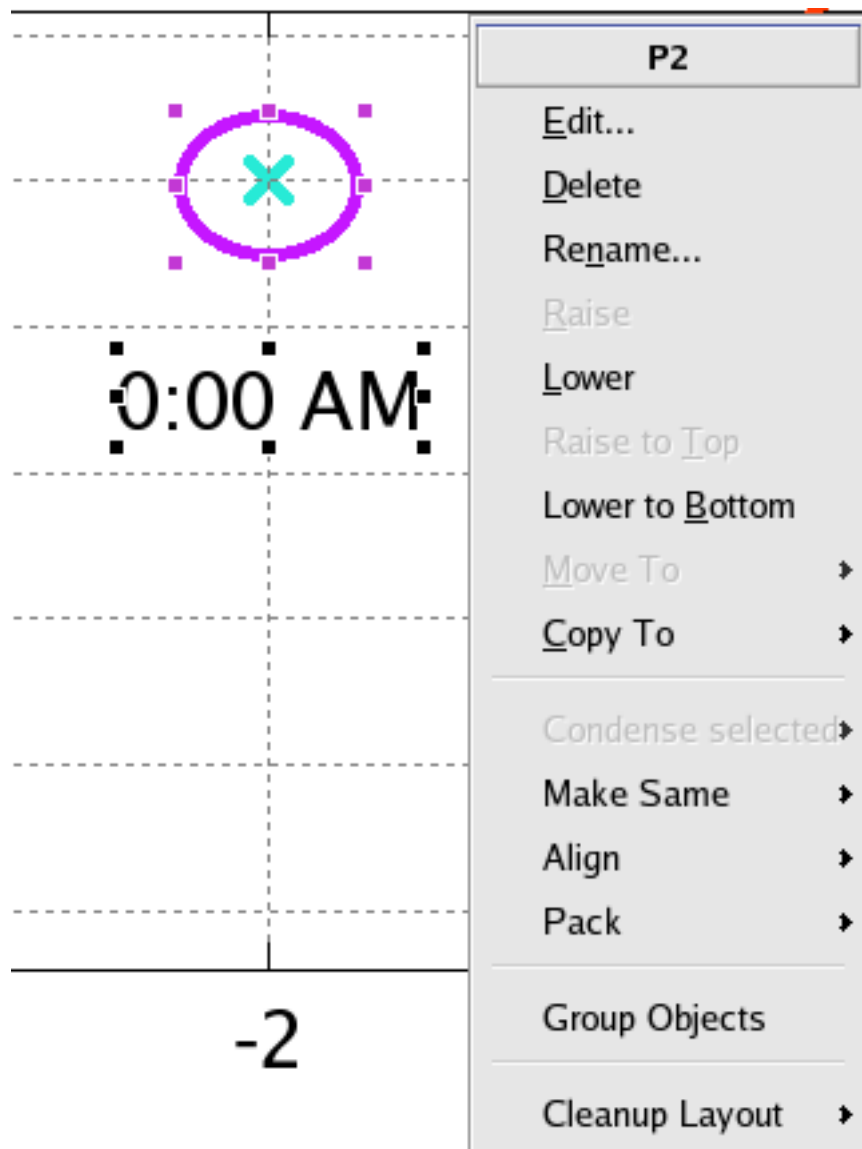 P2
Edit...
Delete
Rename...
Raise
Lower
Raise to Top
Lower to Bottom
Move To
Copy To
Condense selected
Make Same
Align
Pack
Group Objects
Cleanup Layout
0:00 AM
-2